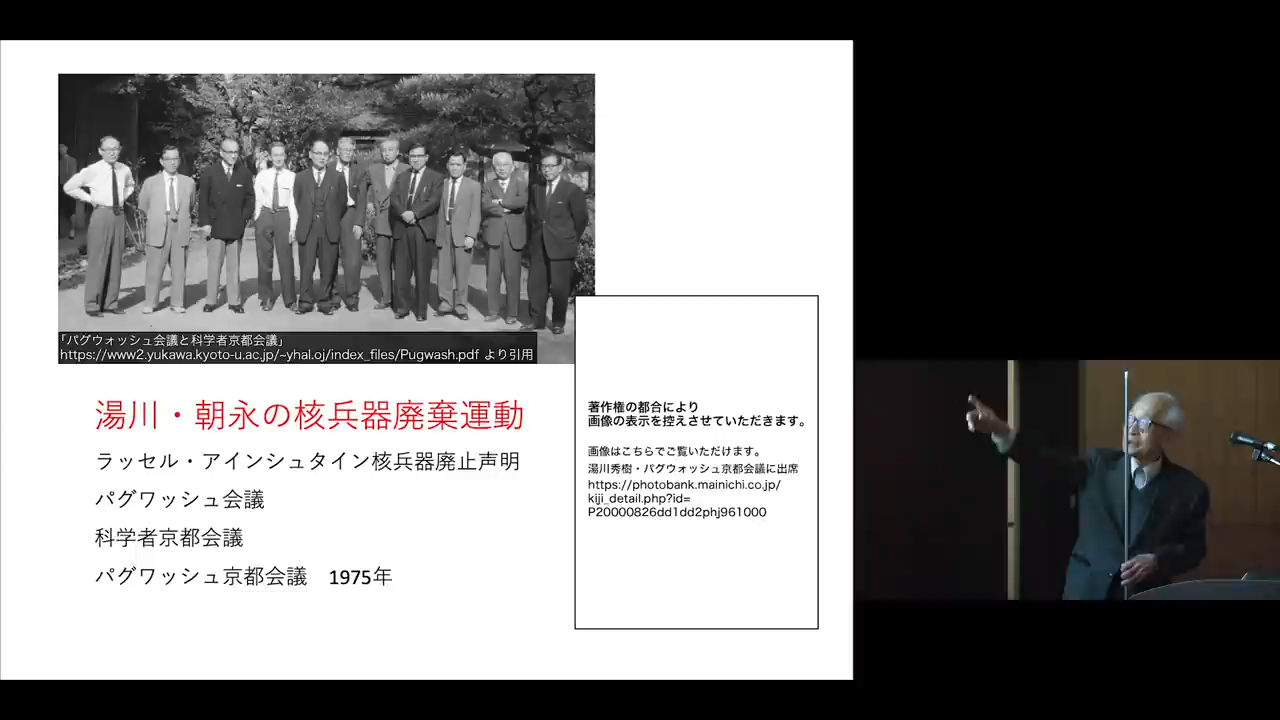 「パグウォッシュ会議と科学者京都会議」
https://www2.yukawa.kyoto-u.ac.jp/~yhal.oj/index_files/Pugwash.pdf より引用
湯川・朝永の核兵器廃棄運動
ラッセル・アインシュタイン核兵器廃止声明
パグワッシュ会議
科学者京都会議
パグワッシュ京都会議　1975年
著作権の都合により
画像の表示を控えさせていただきます。
画像はこちらでご覧いただけます。
湯川秀樹・パグウォッシュ京都会議に出席
https://photobank.mainichi.co.jp/
kiji_detail.php?id=
P20000826dd1dd2phj961000